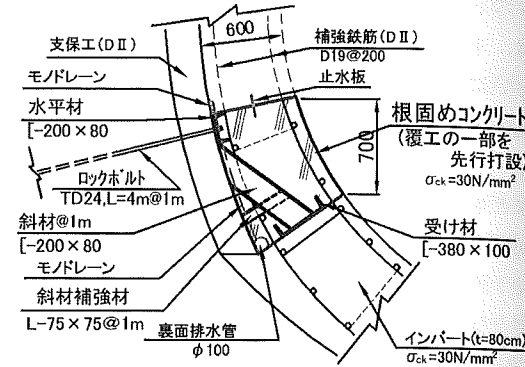 600
支保工(DⅡ)
補強鉄筋(DⅡ)
D19@200
モノドレーン
止水板
水平材
[-200×80
根固めコンクリート
(覆工の一部を
先行打設)
σck=30N/mm²
700
ロックボルト
TD24,L=4m@1m
斜材@1m
[-200×80
受け材
[-380×100
モノドレーン
斜材補強材
L-75×75@1m
裏面排水管
φ100
インバート(t=80cm)
σck=30N/mm²